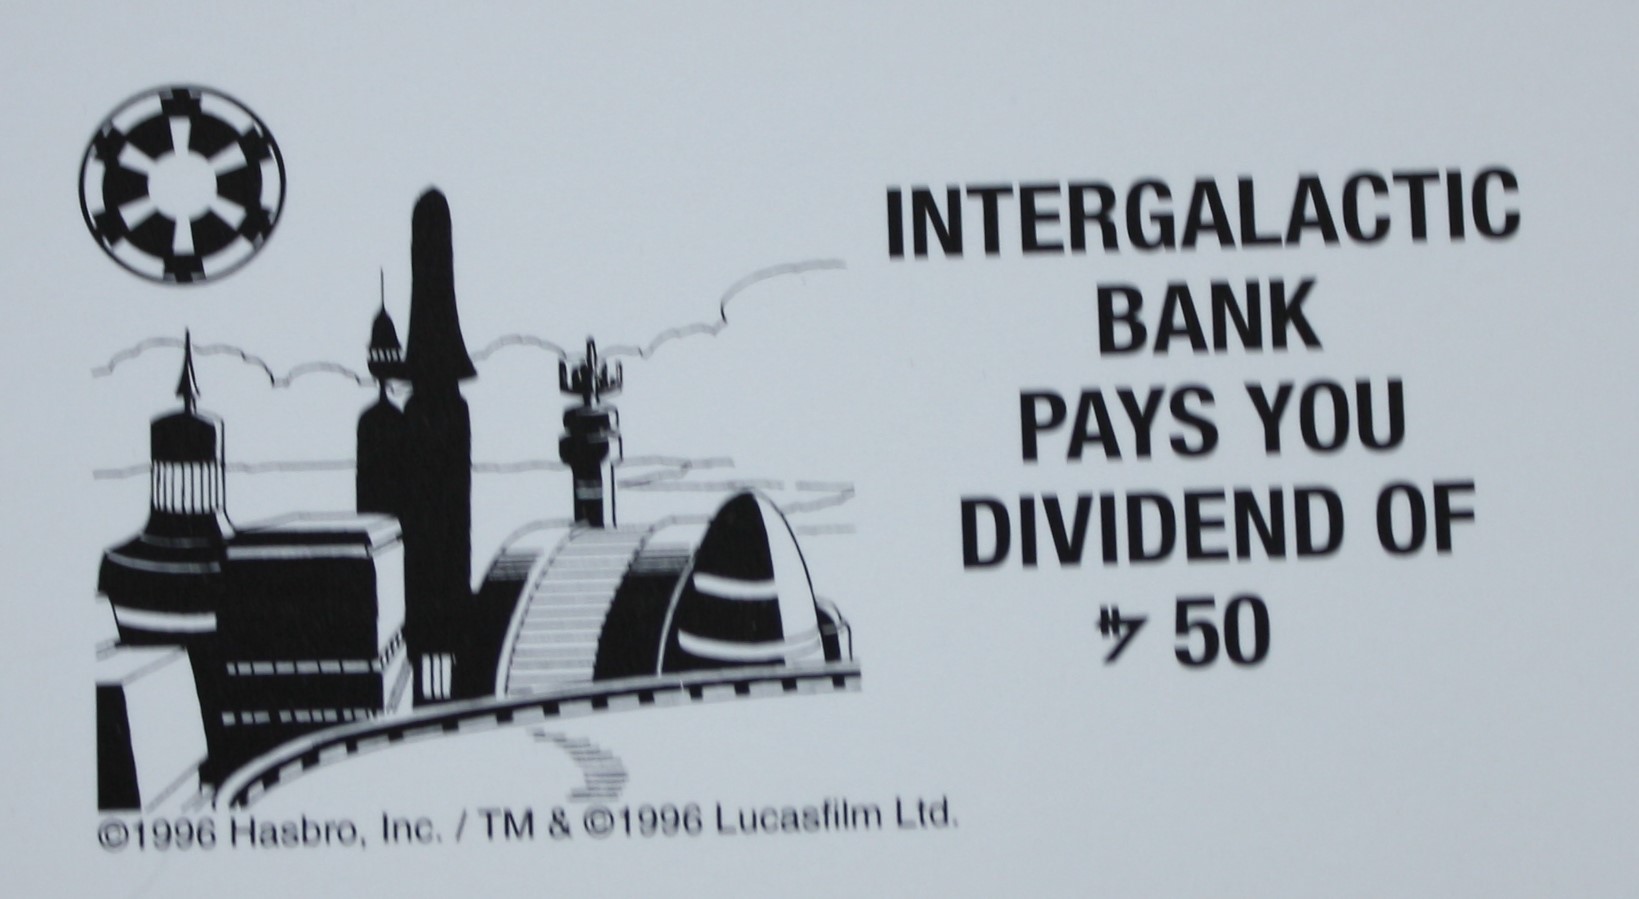 INTERGALACTIC
BANK
PAYS YOU
DIVIDEND OF
50
©1996 Hasbro, Inc. / TM & ©1996 Lucasfilm Ltd.